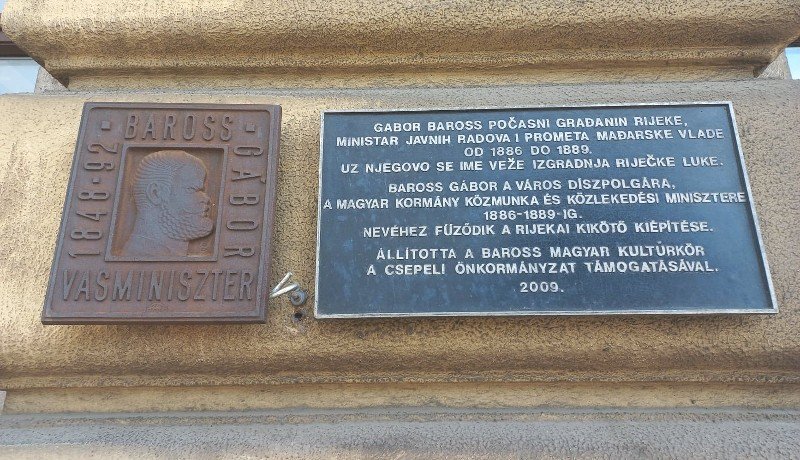 1848-92 · BAROSS · GÁBOR
VASMINISZTER
GABOR BAROSS POČASNI GRAĐANIN RIJEKE,
MINISTAR JAVNIH RADOVA I PROMETA MAĐARSKE VLADE
OD 1886 DO 1889.
UZ NJEGOVO SE IME VEŽE IZGRADNJA RIJEČKE LUKE.
BAROSS GÁBOR A VÁROS DÍSZPOLGÁRA,
A MAGYAR KORMÁNY KÖZMUNKA ÉS KÖZLEKEDÉSI MINISZTERE
1886-1889-IG.
NEVÉHEZ FŰZŐDIK A RIJEKAI KIKÖTŐ KIÉPÍTÉSE.
ÁLLÍTOTTA A BAROSS MAGYAR KULTÚRKÖR
A CSEPELI ÖNKORMÁNYZAT TÁMOGATÁSÁVAL.
2009.